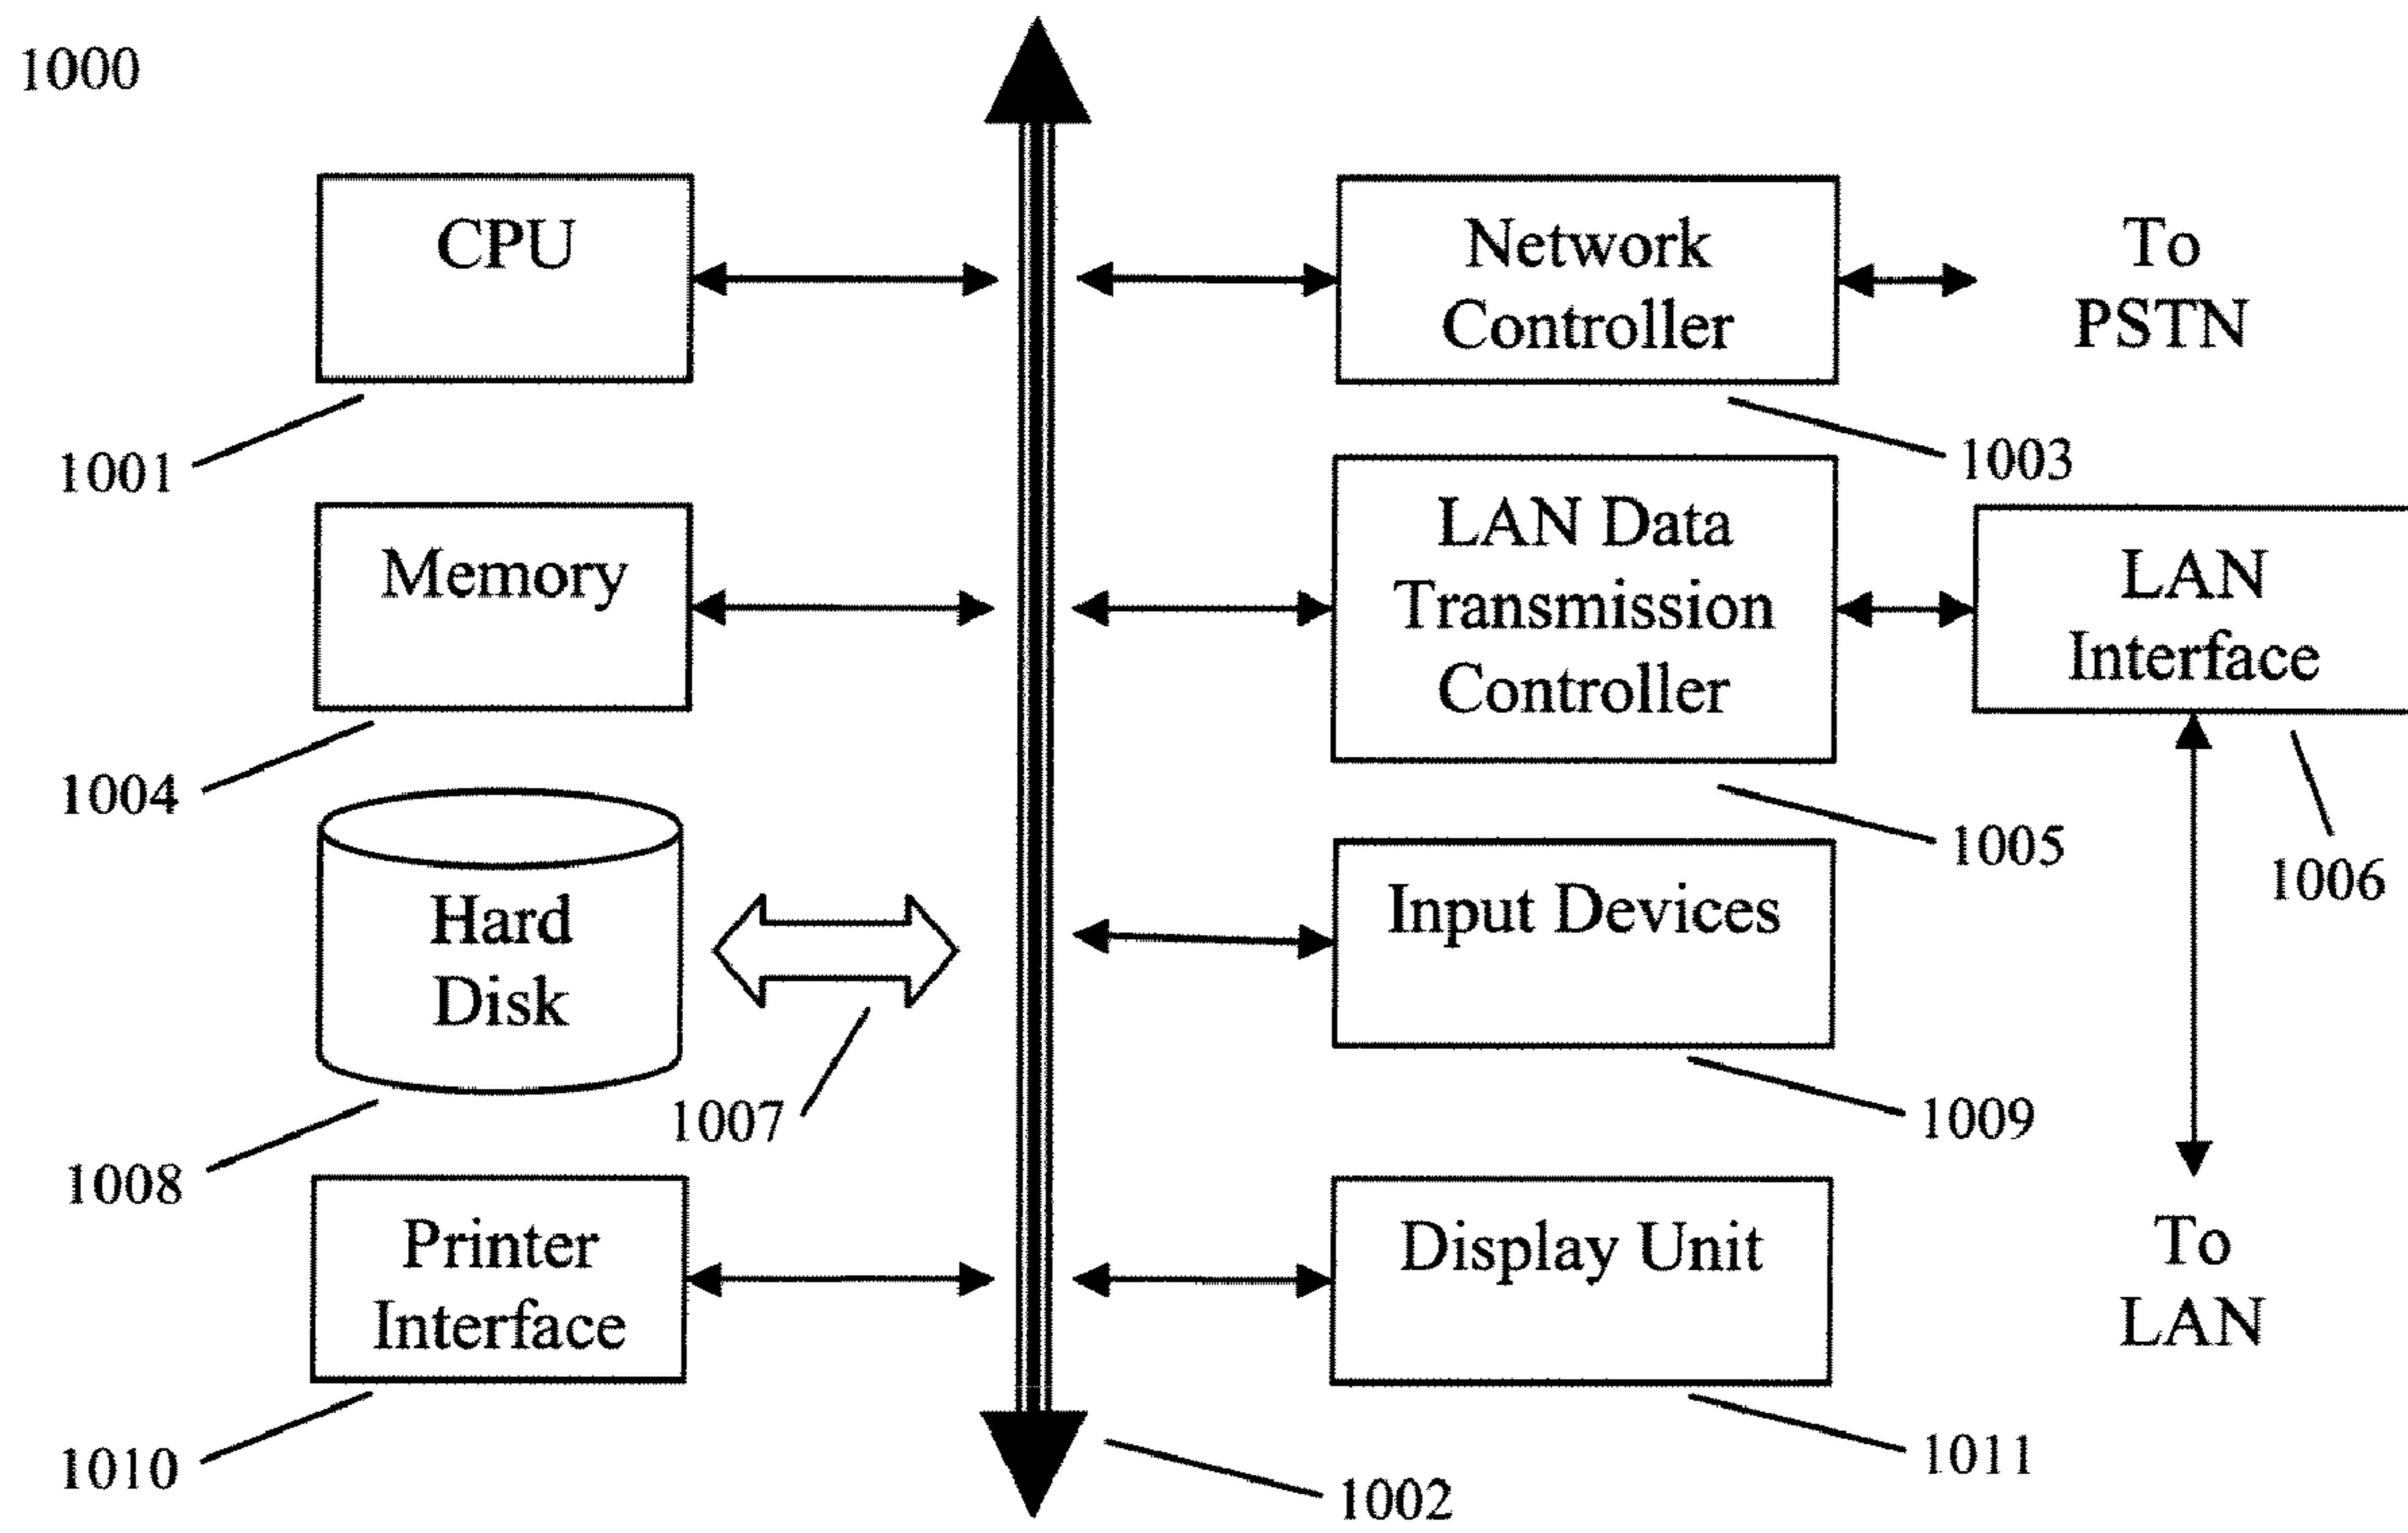 1000
CPU
1001
Network
Controller
To
PSTN
1003
Memory
1004
LAN Data
Transmission
Controller
1005
LAN
Interface
1006
Hard
Disk
1007
1008
Input Devices
1009
Printer
Interface
1010
Display Unit
1011
To
LAN
1002